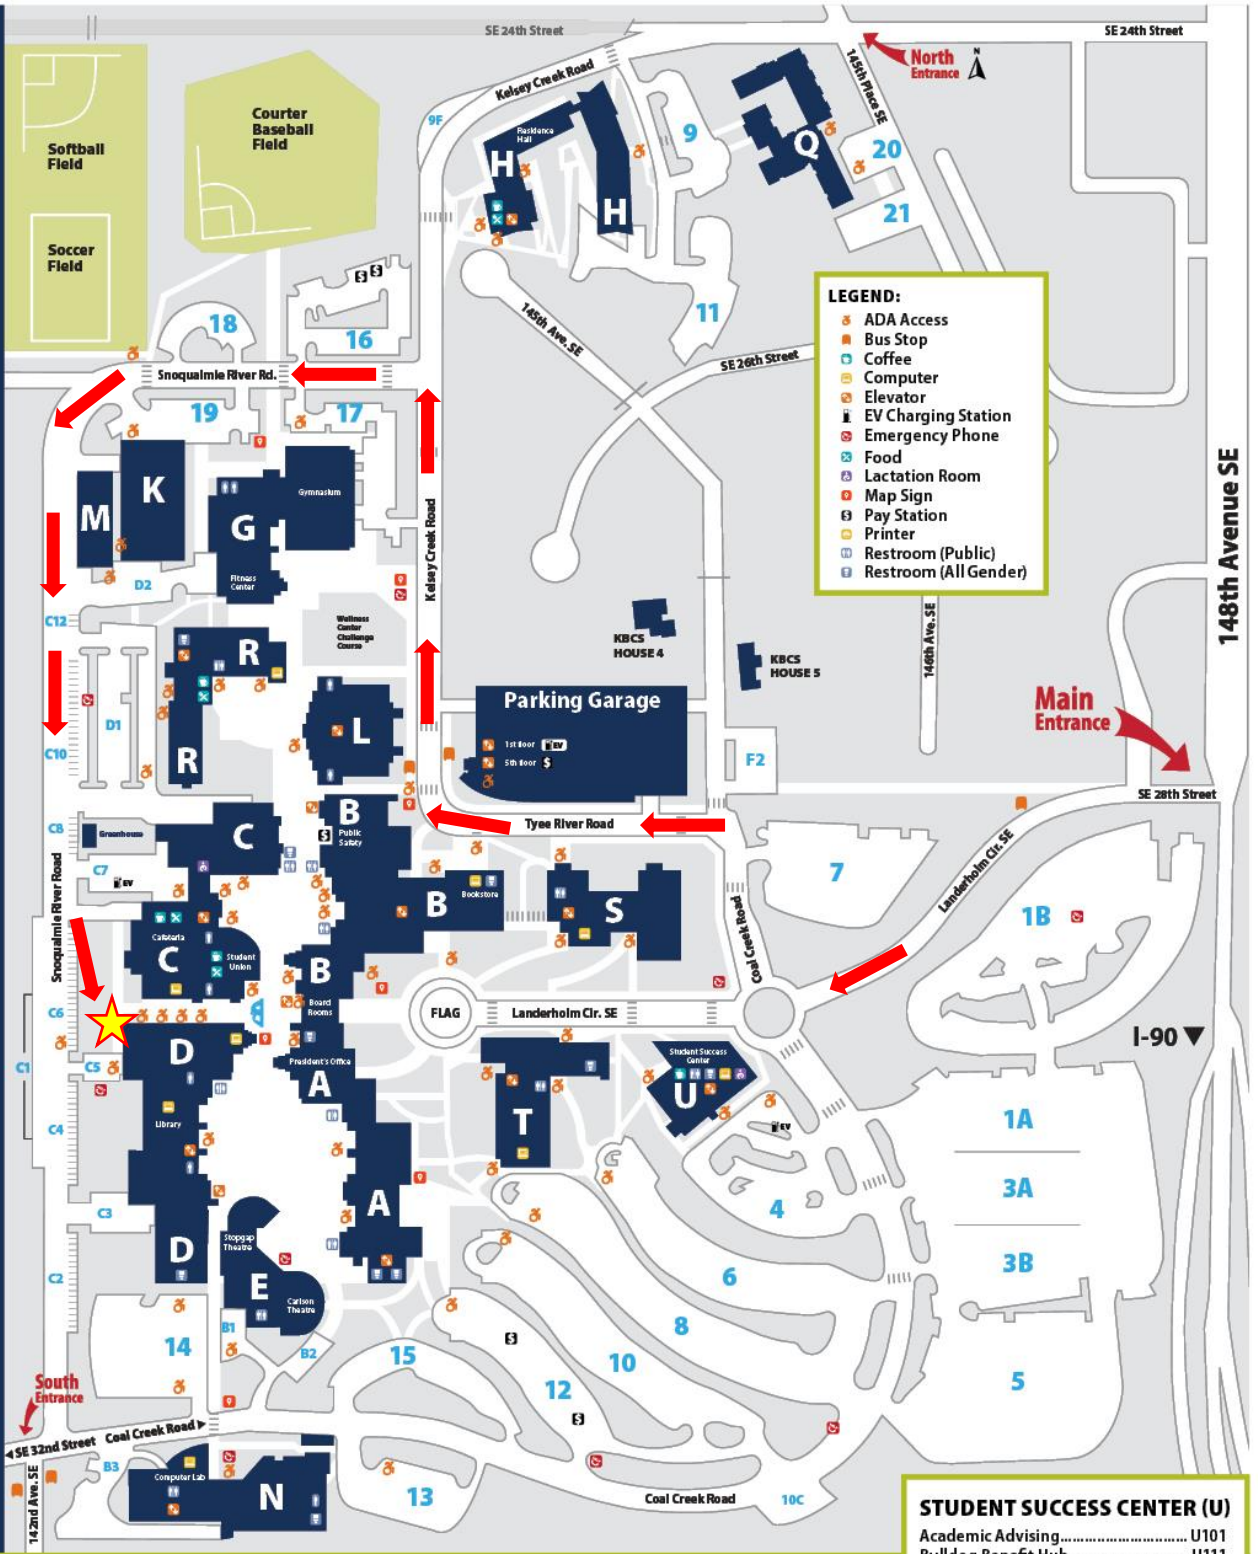 SE 24th Street
SE 24th Street
North
Entrance
N
145th Place SE
Kelsey Creek Road
9F
Residence
Hall
H
H
9
Q
20
21
Softball
Field
Courter
Baseball
Field
Soccer
Field
18
16
11
145th Ave. SE
SE 26th Street
Snoqualmie River Rd.
19
17
LEGEND:
ADA Access
Bus Stop
Coffee
Computer
Elevator
EV Charging Station
Emergency Phone
Food
Lactation Room
Map Sign
Pay Station
Printer
Restroom (Public)
Restroom (All Gender)
148th Avenue SE
146th Ave. SE
M
K
G
Gymnasium
Fitness
Center
D2
Kelsey Creek Road
C12
Wellness
Center
Challenge
Course
KBCS
HOUSE 4
KBCS
HOUSE 5
R
R
D1
C10
L
Parking Garage
1st floor
EV
5th floor
F2
Main
Entrance
SE 28th Street
Tyee River Road
C8
Greenhouse
C
B
Public
Safety
C7
EV
B
Bookstore
S
7
Landerholm Cir. SE
1B
Coal Creek Road
Snoqualmie River Road
Cafeteria
C
Student
Union
B
Board
Rooms
FLAG
Landerholm Cir. SE
I-90
C6
C1
C5
D
Library
President's Office
A
Student Success
Center
U
T
EV
1A
3A
3B
C4
C3
C2
D
A
4
6
8
10
12
5
Stopgap
Theatre
E
Carlson
Theatre
14
B1
B2
15
South
Entrance
SE 32nd Street
Coal Creek Road
B3
Computer Lab
N
13
Coal Creek Road
10C
142nd Ave. SE
STUDENT SUCCESS CENTER (U)
Academic Advising.............................. U101
Bulldog Benefit Hub............................ U111